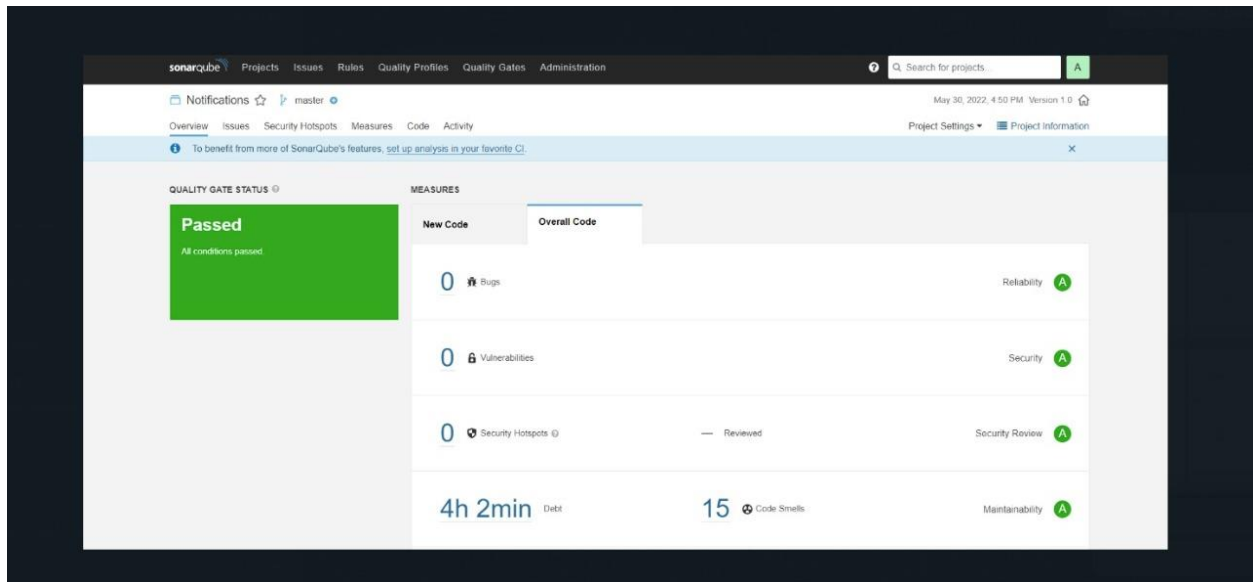 sonarqube Projects Issues Rules Quality Profiles Quality Gates Administration ? Search for projects... A
Notifications master May 30, 2022, 4:50 PM Version 1.0
Overview Issues Security Hotspots Measures Code Activity Project Settings Project Information
To benefit from more of SonarQube's features, set up analysis in your favorite CI.
QUALITY GATE STATUS MEASURES
Passed
All conditions passed
New Code Overall Code
0 Bugs Reliability A
0 Vulnerabilities Security A
0 Security Hotspots — Reviewed Security Review A
4h 2min Debt 15 Code Smells Maintainability A